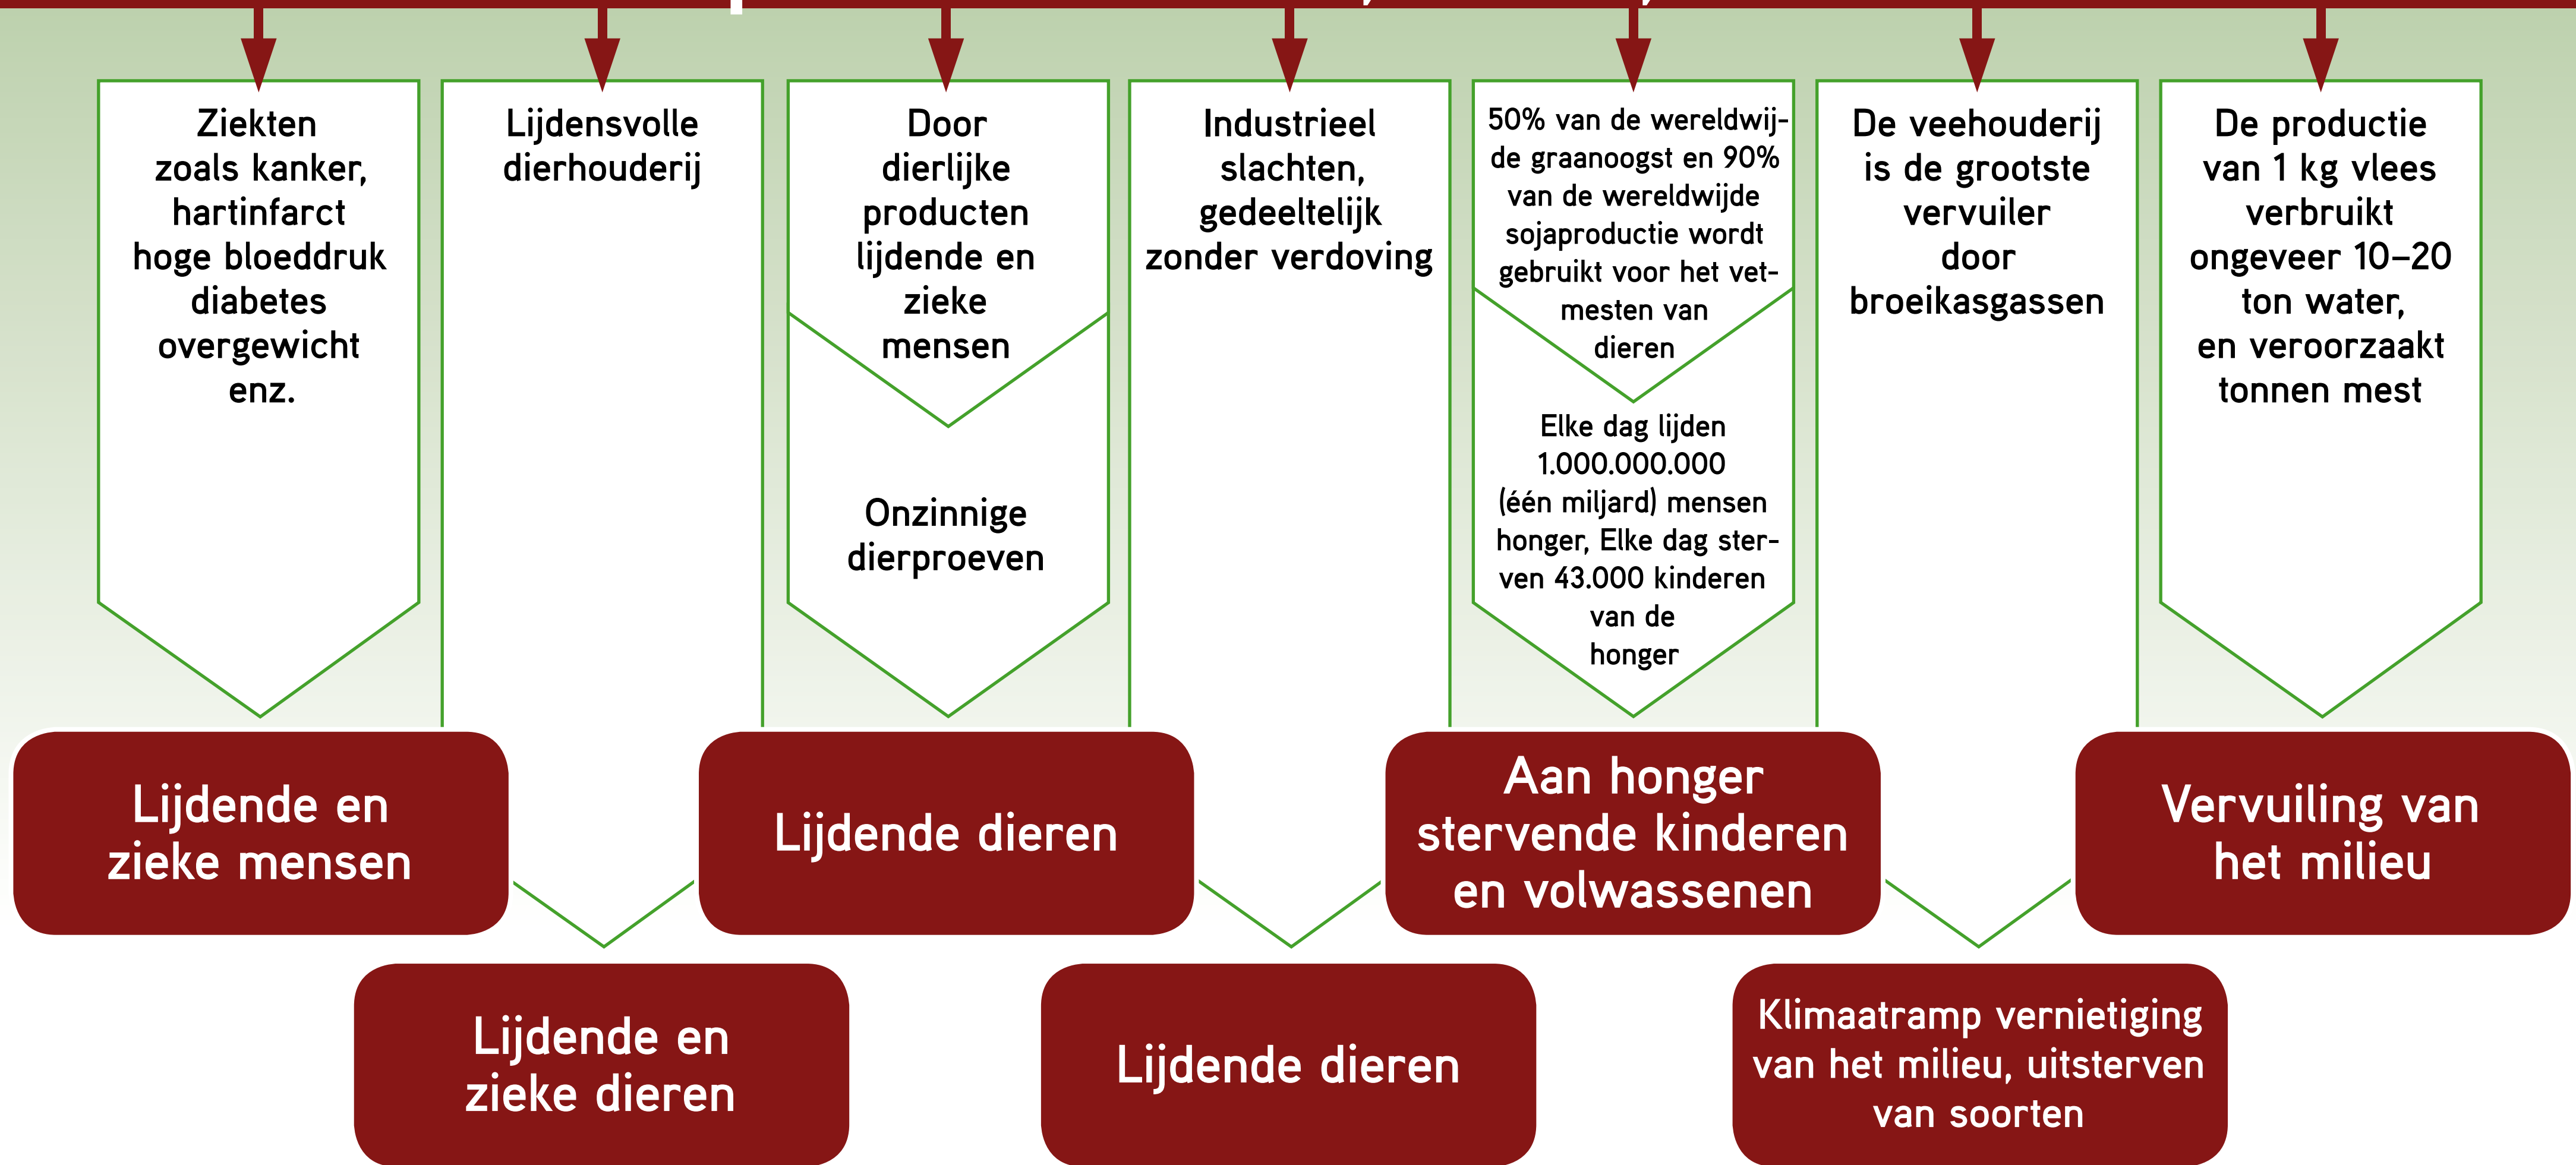 Ziekten
zoals kanker,
hartinfarct
hoge bloeddruk
diabetes
overgewicht
enz.
Lijdensvolle
dierhouderij
Door
dierlijke
producten
lijdende en
zieke
mensen
Onzinnige
dierproeven
Industrieel
slachten,
gedeeltelijk
zonder verdoving
50% van de wereldwij-
de graanoogst en 90%
van de wereldwijde
sojaproductie wordt
gebruikt voor het vet-
mesten van
dieren
Elke dag lijden
1.000.000.000
(één miljard) mensen
honger, Elke dag ster-
ven 43.000 kinderen
van de
honger
De veehouderij
is de grootste
vervuiler
door
broeikasgassen
De productie
van 1 kg vlees
verbruikt
ongeveer 10–20
ton water,
en veroorzaakt
tonnen mest
Lijdende en
zieke mensen
Lijdende dieren
Aan honger
stervende kinderen
en volwassenen
Vervuiling van
het milieu
Lijdende en
zieke dieren
Lijdende dieren
Klimaatramp vernietiging
van het milieu, uitsterven
van soorten